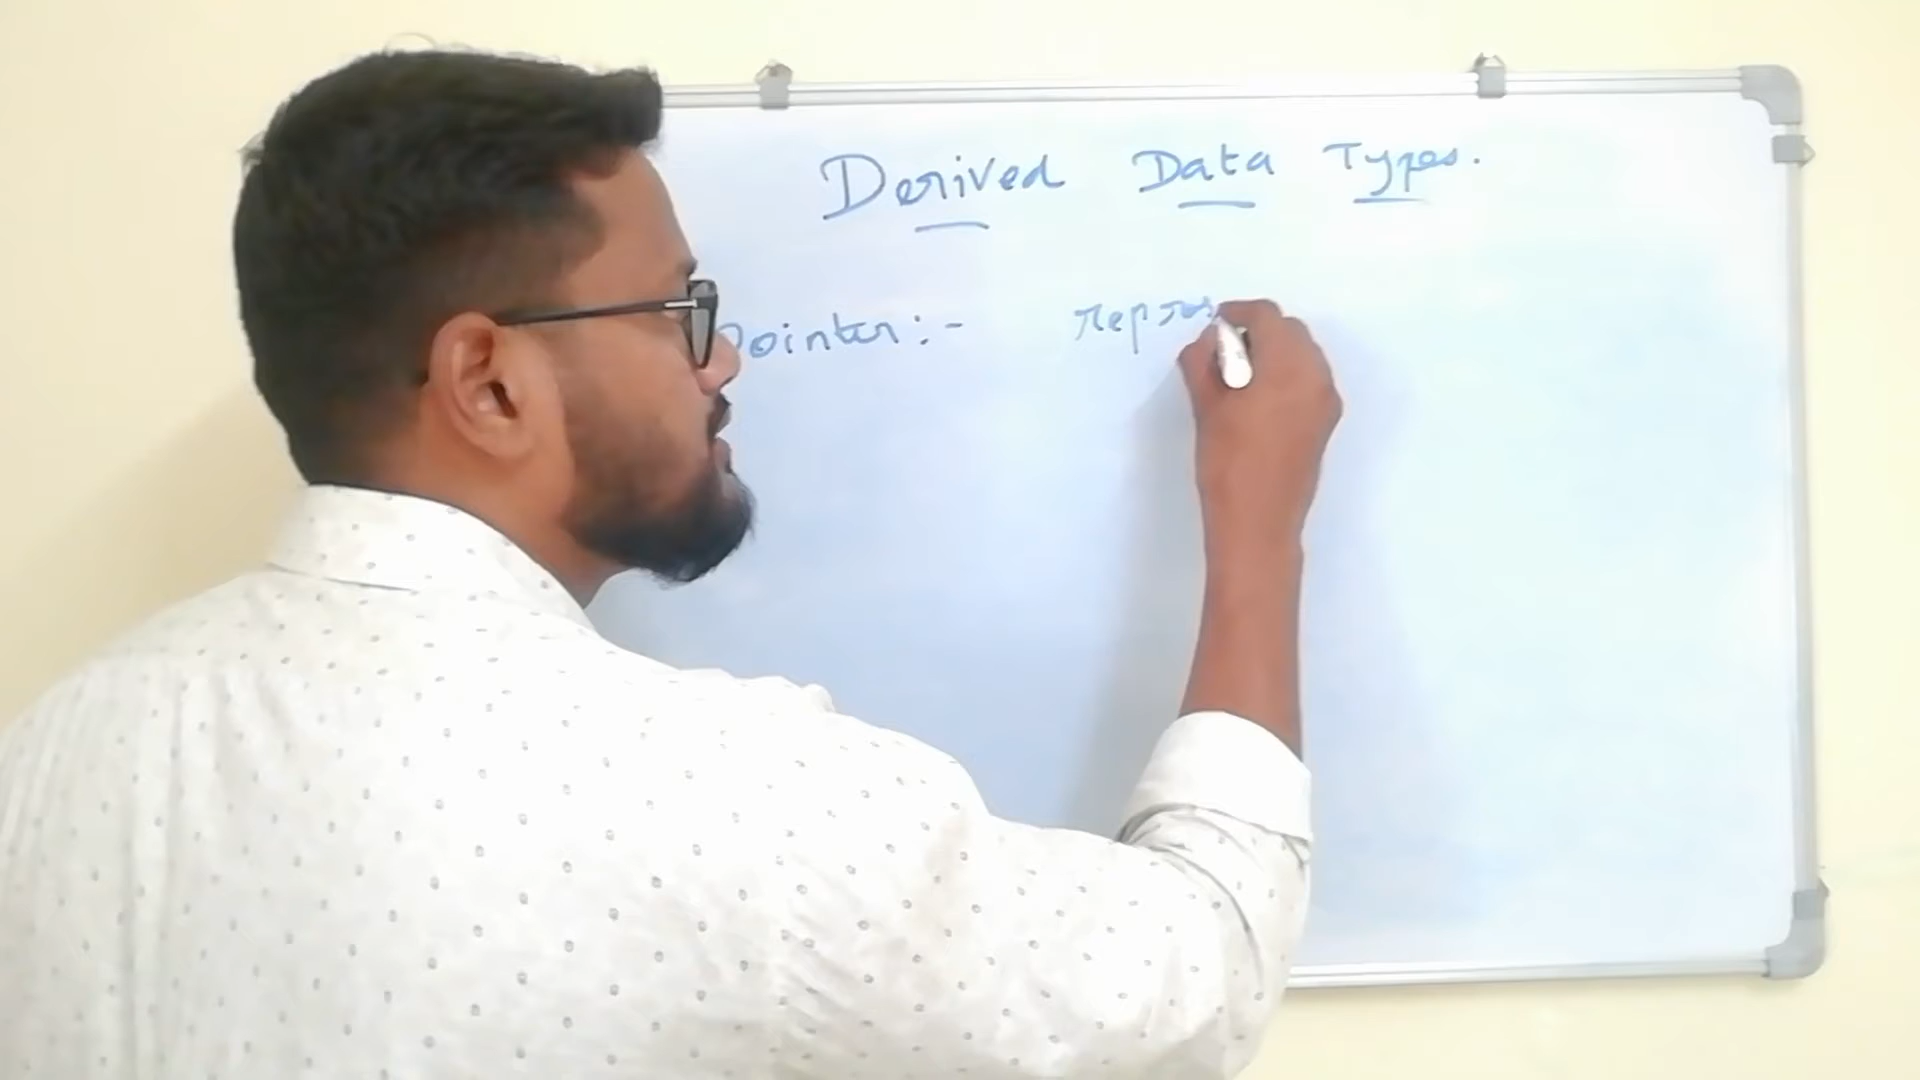 Derived Data Types.
Pointer:- repres